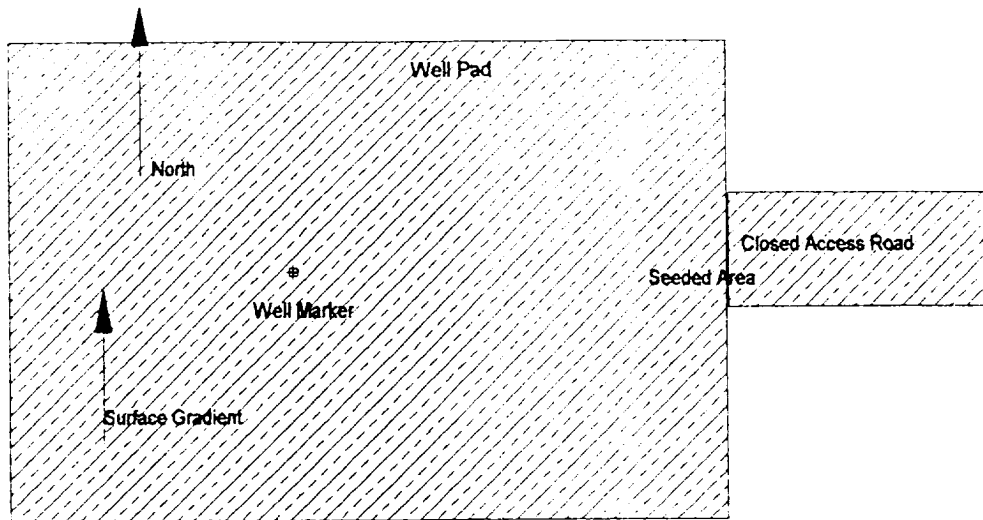 Well Pad
North
Closed Access Road
Seeded Area
Well Marker
Surface Gradient